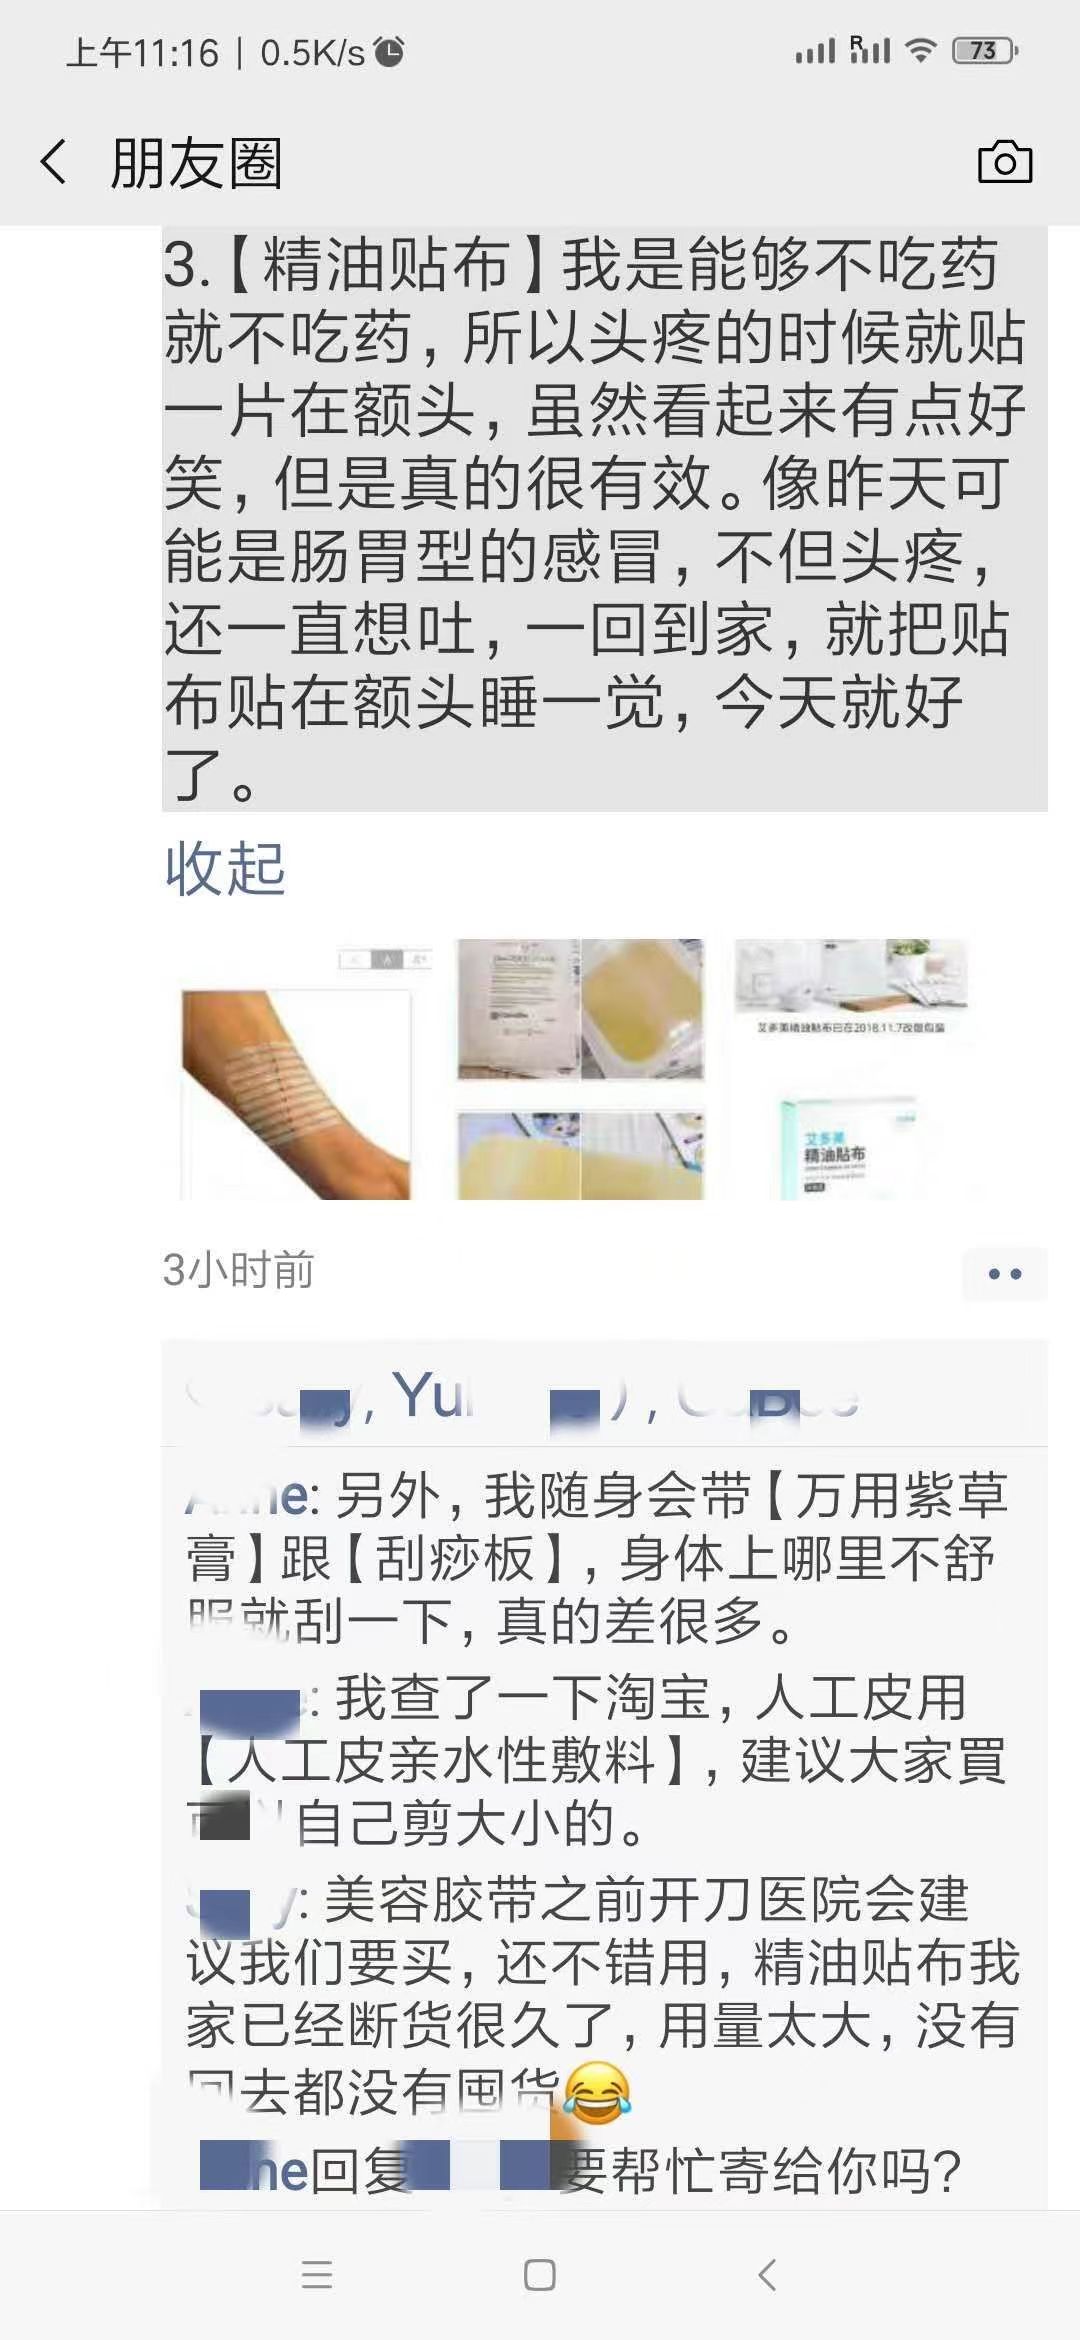 上午11:16 | 0.5K/s
R
73
朋友圈
3.【精油贴布】我是能够不吃药
就不吃药，所以头疼的时候就贴
一片在额头，虽然看起来有点好
笑，但是真的很有效。像昨天可
能是肠胃型的感冒，不但头疼，
还一直想吐，一回到家，就把贴
布贴在额头睡一觉，今天就好
了。
收起
艾多美精油贴布已在2018.11.7改版包装
艾多美
精油貼布
3小时前
: 另外，我随身会带【万用紫草
膏】跟【刮痧板】，身体上哪里不舒
服就刮一下，真的差很多。
: 我查了一下淘宝，人工皮用
【人工皮亲水性敷料】，建议大家買
自己剪大小的。
: 美容胶带之前开刀医院会建
议我们要买，还不错用，精油贴布我
家已经断货很久了，用量太大，没有
回去都没有囤货😂
回复 要帮忙寄给你吗?